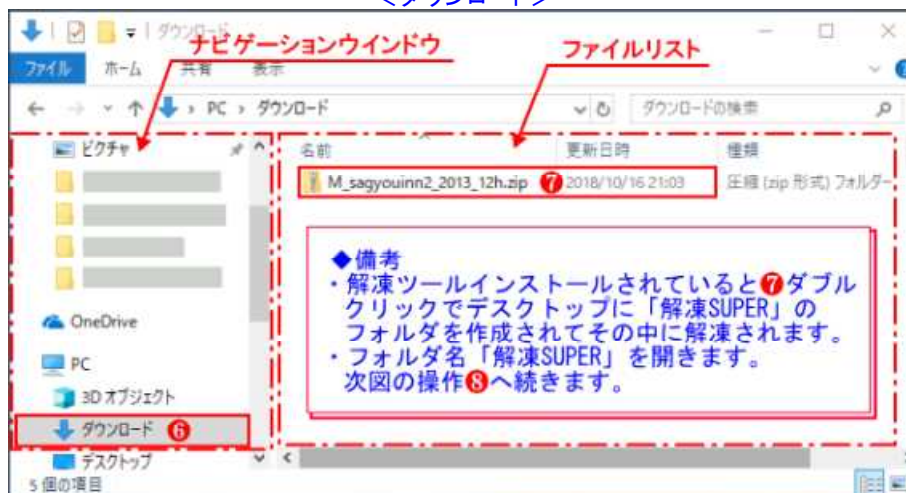 <ダウンロード>
ダウンロード
ナビゲーションウインドウ
ファイルリスト
ファイル ホーム 共有 表示
PC › ダウンロード
ダウンロードの検索
ピクチャ
名前 更新日時 種類
M_sagyouinn2_2013_12h.zip ❼ 2018/10/16 21:03 圧縮 (zip 形式) フォルダー
◆備考
・解凍ツールインストールされていると❼ダブル
クリックでデスクトップに「解凍SUPER」の
フォルダを作成されてその中に解凍されます。
・フォルダ名「解凍SUPER」を開きます。
次図の操作❽へ続きます。
OneDrive
PC
3D オブジェクト
ダウンロード ❻
デスクトップ
5 個の項目